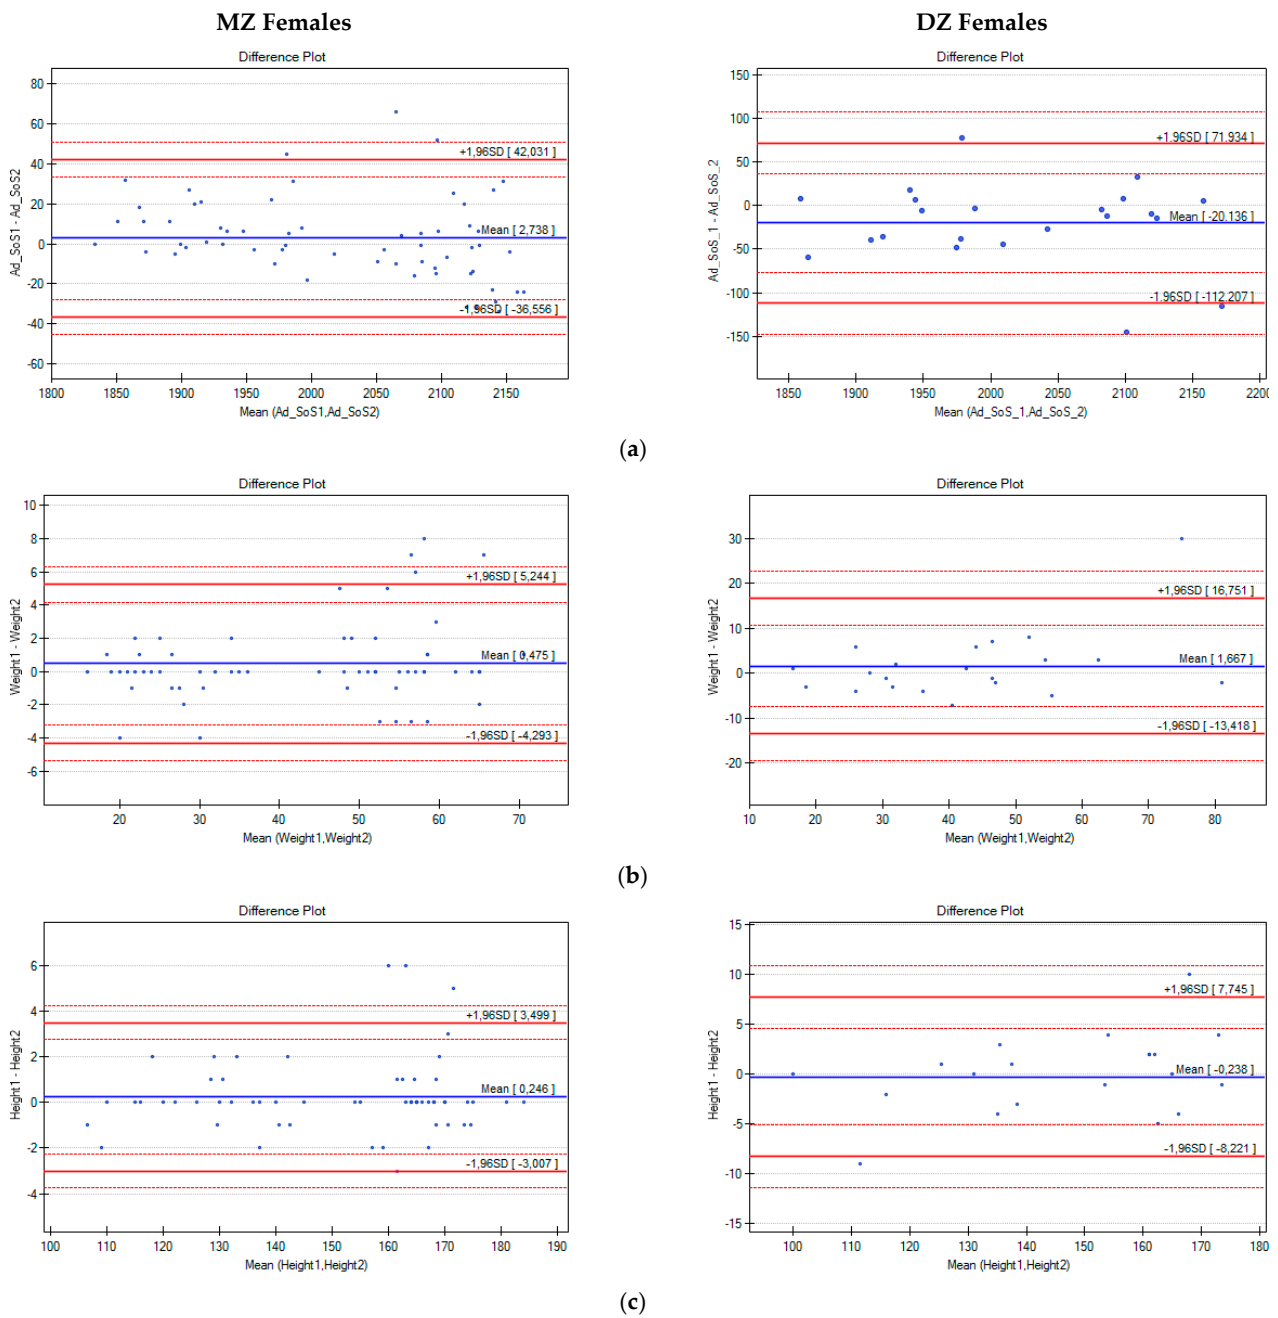 MZ Females
DZ Females
Difference Plot
80
60
40
20
0
-20
-40
-60
Ad_SoS1 - Ad_SoS2
+1,96SD [ 42,031 ]
Mean [ 2,738 ]
-1,96SD [ -36,556 ]
1800 1850 1900 1950 2000 2050 2100 2150
Mean (Ad_SoS1,Ad_SoS2)
Difference Plot
150
100
50
0
-50
-100
-150
Ad_SoS_1 - Ad_SoS_2
+1.96SD [ 71.934 ]
Mean [ -20.136 ]
-1.96SD [ -112.207 ]
1850 1900 1950 2000 2050 2100 2150 2200
Mean (Ad_SoS_1,Ad_SoS_2)
(a)
Difference Plot
10
8
6
4
2
0
-2
-4
-6
Weight1 - Weight2
+1,96SD [ 5,244 ]
Mean [ 0,475 ]
-1,96SD [ -4,293 ]
20 30 40 50 60 70
Mean (Weight1,Weight2)
Difference Plot
30
20
10
0
-10
-20
Weight1 - Weight2
+1,96SD [ 16,751 ]
Mean [ 1,667 ]
-1,96SD [ -13,418 ]
10 20 30 40 50 60 70 80
Mean (Weight1,Weight2)
(b)
Difference Plot
6
4
2
0
-2
-4
Height1 - Height2
+1,96SD [ 3,499 ]
Mean [ 0,246 ]
-1,96SD [ -3,007 ]
100 110 120 130 140 150 160 170 180 190
Mean (Height1,Height2)
Difference Plot
15
10
5
0
-5
-10
-15
Height1 - Height2
+1,96SD [ 7,745 ]
Mean [ -0,238 ]
-1,96SD [ -8,221 ]
100 110 120 130 140 150 160 170 180
Mean (Height1,Height2)
(c)